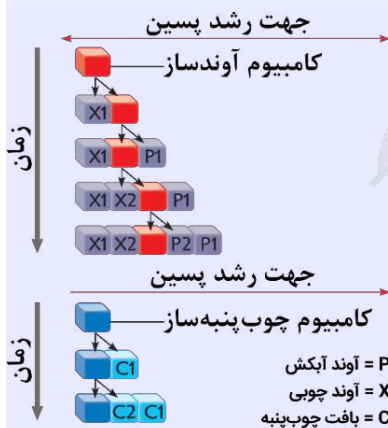 جهت رشد پسین
کامبیوم آوندساز
زمان
X1
X1 P1
X1 X2 P1
X1 X2 P2 P1
جهت رشد پسین
کامبیوم چوب‌پنبه‌ساز
زمان
C1
C2 C1
P = آوند آبکش
X = آوند چوبی
C = بافت چوب‌پنبه